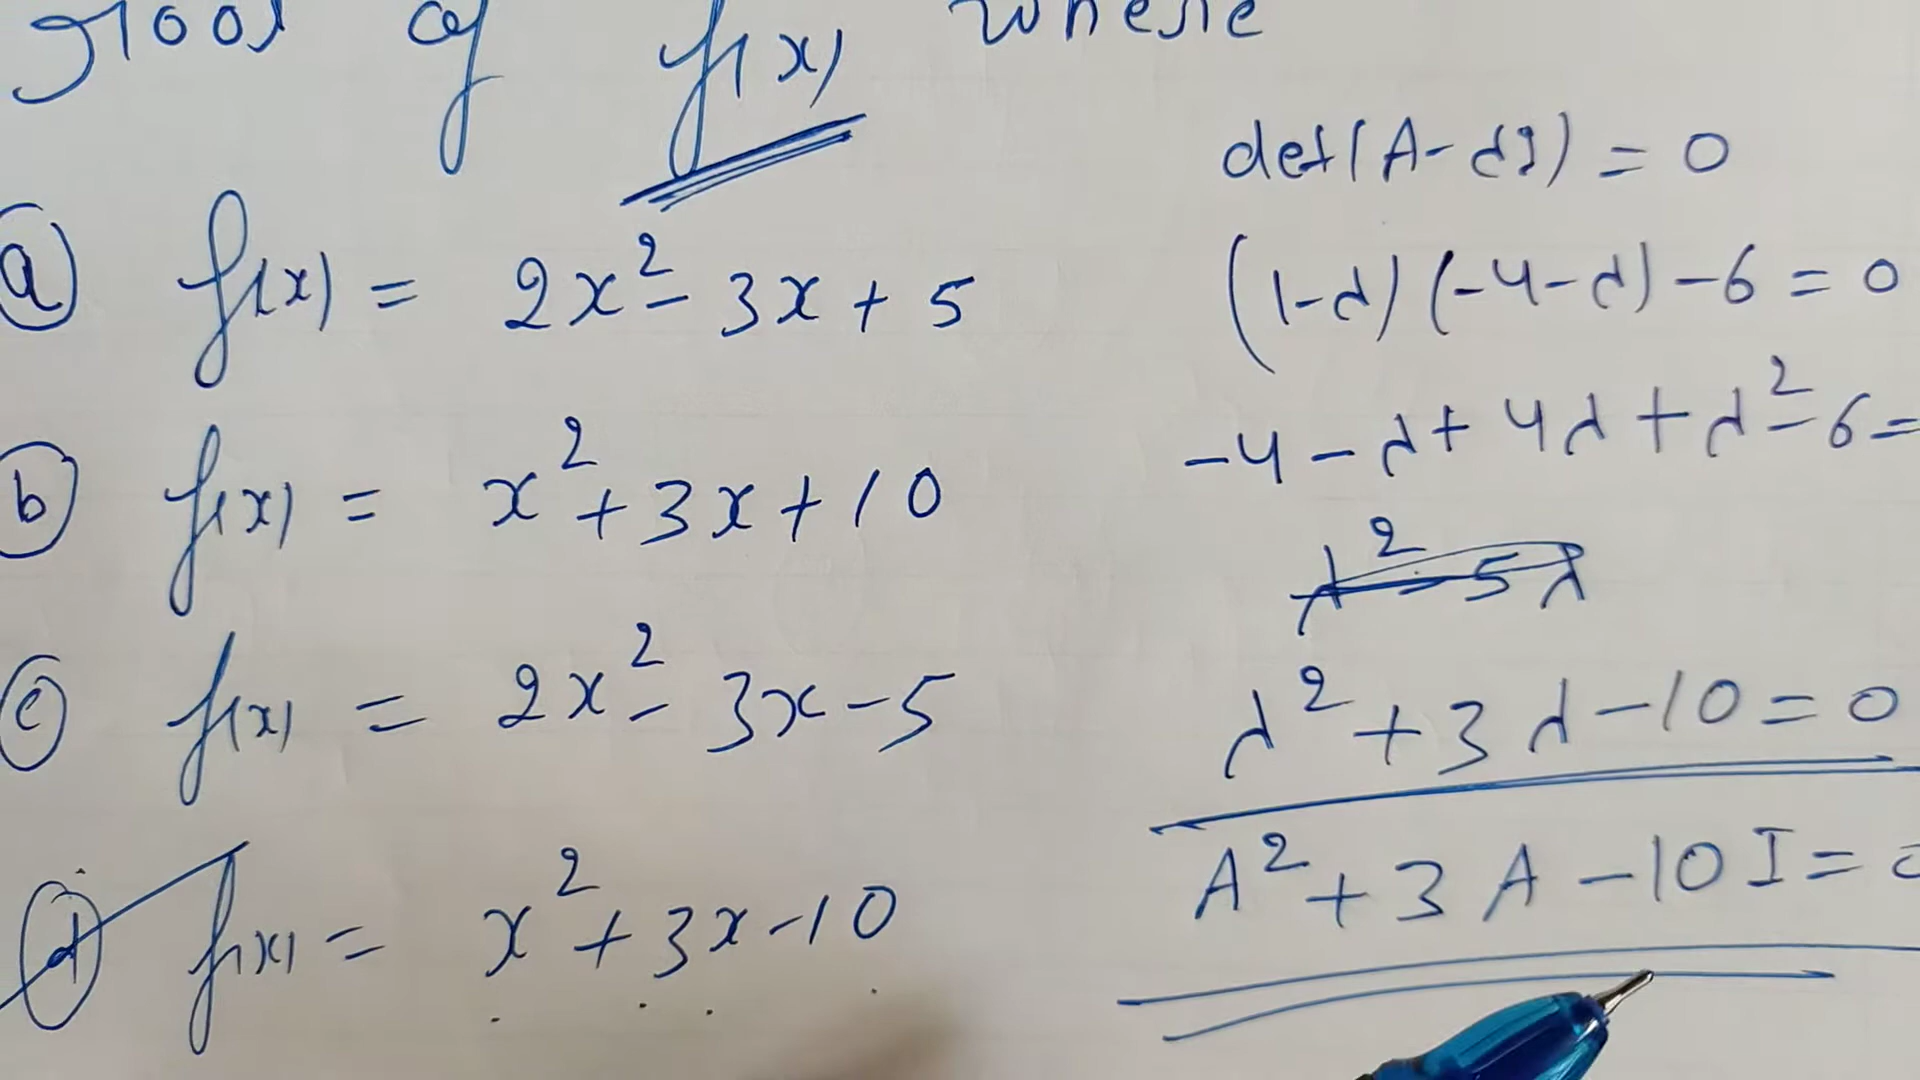 root of f(x) where
(a) f(x) = 2x² - 3x + 5
(b) f(x) = x² + 3x + 10
(c) f(x) = 2x² - 3x - 5
(d) f(x) = x² + 3x - 10
det(A - λI) = 0
(1-λ)(-4-λ) - 6 = 0
-4 - λ + 4λ + λ² - 6 =
λ² - 5λ
λ² + 3λ - 10 = 0
A² + 3A - 10I = 0